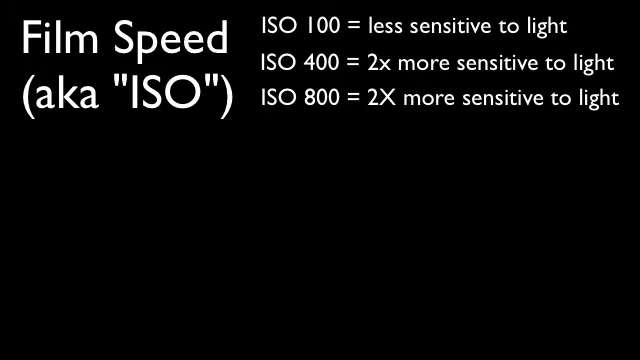 Film Speed
(aka "ISO")
ISO 100 = less sensitive to light
ISO 400 = 2x more sensitive to light
ISO 800 = 2X more sensitive to light